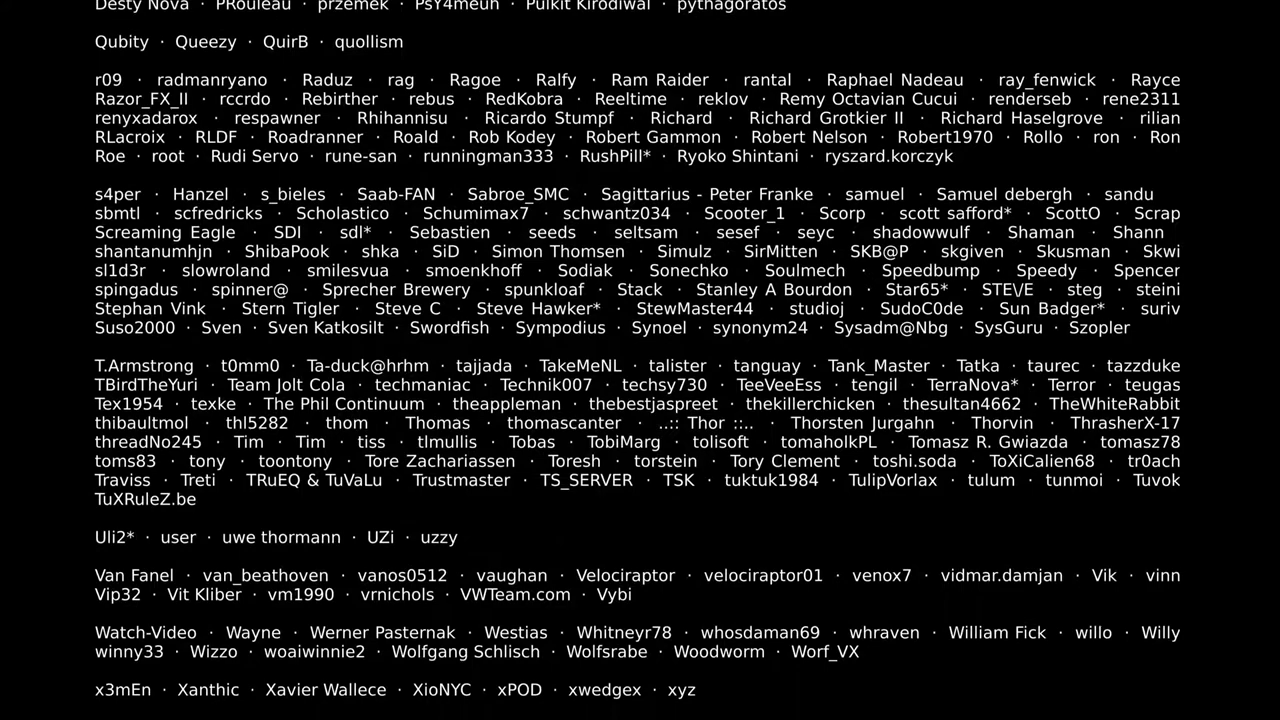 Desty Nova · PRouleau · przemek · PsY4meuh · Pulkit Kirodiwal · pythagoratos
Qubity · Queezy · QuirB · quollism
r09 · radmanryano · Raduz · rag · Ragoe · Ralfy · Ram Raider · rantal · Raphael Nadeau · ray_fenwick · Rayce
Razor_FX_II · rccrdo · Rebirther · rebus · RedKobra · Reeltime · reklov · Remy Octavian Cucui · renderseb · rene2311
renyxadarox · respawner · Rhihannisu · Ricardo Stumpf · Richard · Richard Grotkier II · Richard Haselgrove · rilian
RLacroix · RLDF · Roadranner · Roald · Rob Kodey · Robert Gammon · Robert Nelson · Robert1970 · Rollo · ron · Ron
Roe · root · Rudi Servo · rune-san · runningman333 · RushPill* · Ryoko Shintani · ryszard.korczyk
s4per · Hanzel · s_bieles · Saab-FAN · Sabroe_SMC · Sagittarius - Peter Franke · samuel · Samuel debergh · sandu
sbmtl · scfredricks · Scholastico · Schumimax7 · schwantz034 · Scooter_1 · Scorp · scott safford* · ScottO · Scrap
Screaming Eagle · SDI · sdl* · Sebastien · seeds · seltsam · sesef · seyc · shadowwulf · Shaman · Shann
shantanumhjn · ShibaPook · shka · SiD · Simon Thomsen · Simulz · SirMitten · SKB@P · skgiven · Skusman · Skwi
sl1d3r · slowroland · smilesvua · smoenkhoff · Sodiak · Sonechko · Soulmech · Speedbump · Speedy · Spencer
spingadus · spinner@ · Sprecher Brewery · spunkloaf · Stack · Stanley A Bourdon · Star65* · STE\/E · steg · steini
Stephan Vink · Stern Tigler · Steve C · Steve Hawker* · StewMaster44 · studioj · SudoC0de · Sun Badger* · suriv
Suso2000 · Sven · Sven Katkosilt · Swordfish · Sympodius · Synoel · synonym24 · Sysadm@Nbg · SysGuru · Szopler
T.Armstrong · t0mm0 · Ta-duck@hrhm · tajjada · TakeMeNL · talister · tanguay · Tank_Master · Tatka · taurec · tazzduke
TBirdTheYuri · Team Jolt Cola · techmaniac · Technik007 · techsy730 · TeeVeeEss · tengil · TerraNova* · Terror · teugas
Tex1954 · texke · The Phil Continuum · theappleman · thebestjaspreet · thekillerchicken · thesultan4662 · TheWhiteRabbit
thibaultmol · thl5282 · thom · Thomas · thomascanter · ..:: Thor ::.. · Thorsten Jurgahn · Thorvin · ThrasherX-17
threadNo245 · Tim · Tim · tiss · tlmullis · Tobas · TobiMarg · tolisoft · tomaholkPL · Tomasz R. Gwiazda · tomasz78
toms83 · tony · toontony · Tore Zachariassen · Toresh · torstein · Tory Clement · toshi.soda · ToXiCalien68 · tr0ach
Traviss · Treti · TRuEQ & TuVaLu · Trustmaster · TS_SERVER · TSK · tuktuk1984 · TulipVorlax · tulum · tunmoi · Tuvok
TuXRuleZ.be
Uli2* · user · uwe thormann · UZi · uzzy
Van Fanel · van_beathoven · vanos0512 · vaughan · Velociraptor · velociraptor01 · venox7 · vidmar.damjan · Vik · vinn
Vip32 · Vit Kliber · vm1990 · vrnichols · VWTeam.com · Vybi
Watch-Video · Wayne · Werner Pasternak · Westias · Whitneyr78 · whosdaman69 · whraven · William Fick · willo · Willy
winny33 · Wizzo · woaiwinnie2 · Wolfgang Schlisch · Wolfsrabe · Woodworm · Worf_VX
x3mEn · Xanthic · Xavier Wallece · XioNYC · xPOD · xwedgex · xyz